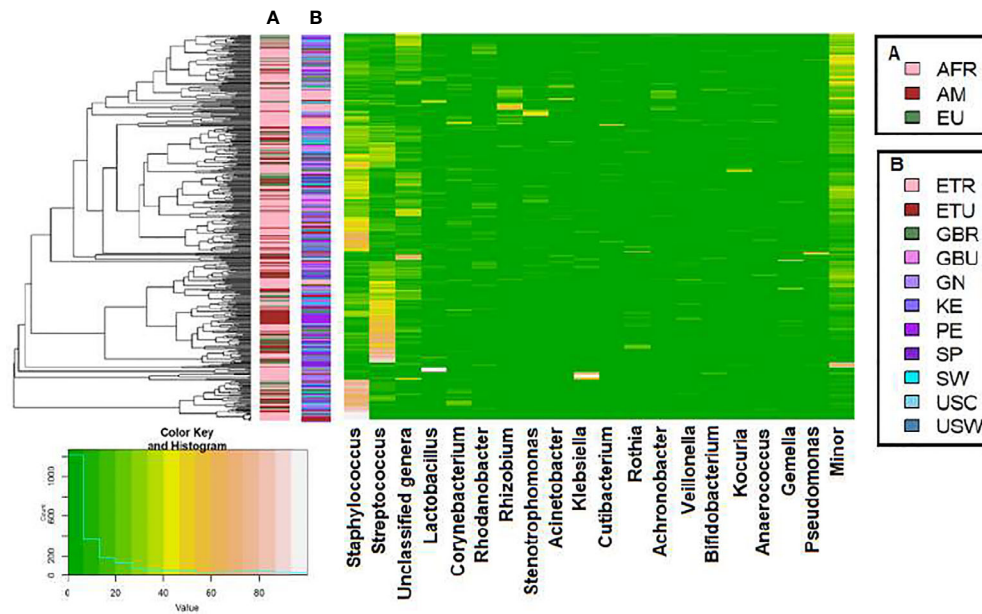 A B
A
AFR
AM
EU
B
ETR
ETU
GBR
GBU
GN
KE
PE
SP
SW
USC
USW
Staphylococcus
Streptococcus
Unclassified genera
Lactobacillus
Corynebacterium
Rhodanobacter
Rhizobium
Stenotrophomonas
Acinetobacter
Klebsiella
Cutibacterium
Rothia
Achronobacter
Veillonella
Bifidobacterium
Kocuria
Anaerococcus
Gemella
Pseudomonas
Minor
Color Key
and Histogram
Count
0 200 600 1000
0 20 40 60 80
Value